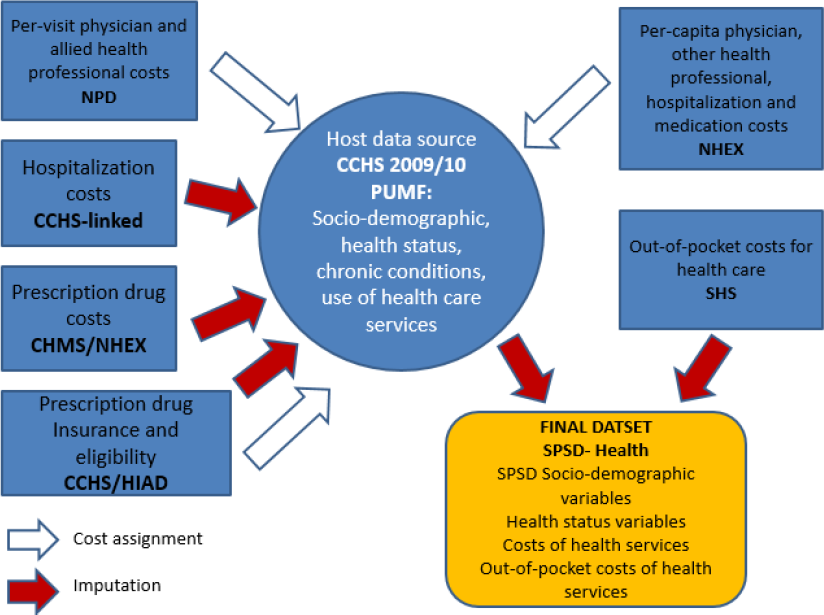 Per-visit physician and
allied health
professional costs
NPD
Hospitalization
costs
CCHS-linked
Prescription drug
costs
CHMS/NHEX
Prescription drug
Insurance and
eligibility
CCHS/HIAD
Host data source
CCHS 2009/10
PUMF:
Socio-demographic,
health status,
chronic conditions,
use of health care
services
Per-capita physician,
other health
professional,
hospitalization and
medication costs
NHEX
Out-of-pocket costs for
health care
SHS
FINAL DATSET
SPSD- Health
SPSD Socio-demographic
variables
Health status variables
Costs of health services
Out-of-pocket costs of health
services
Cost assignment
Imputation